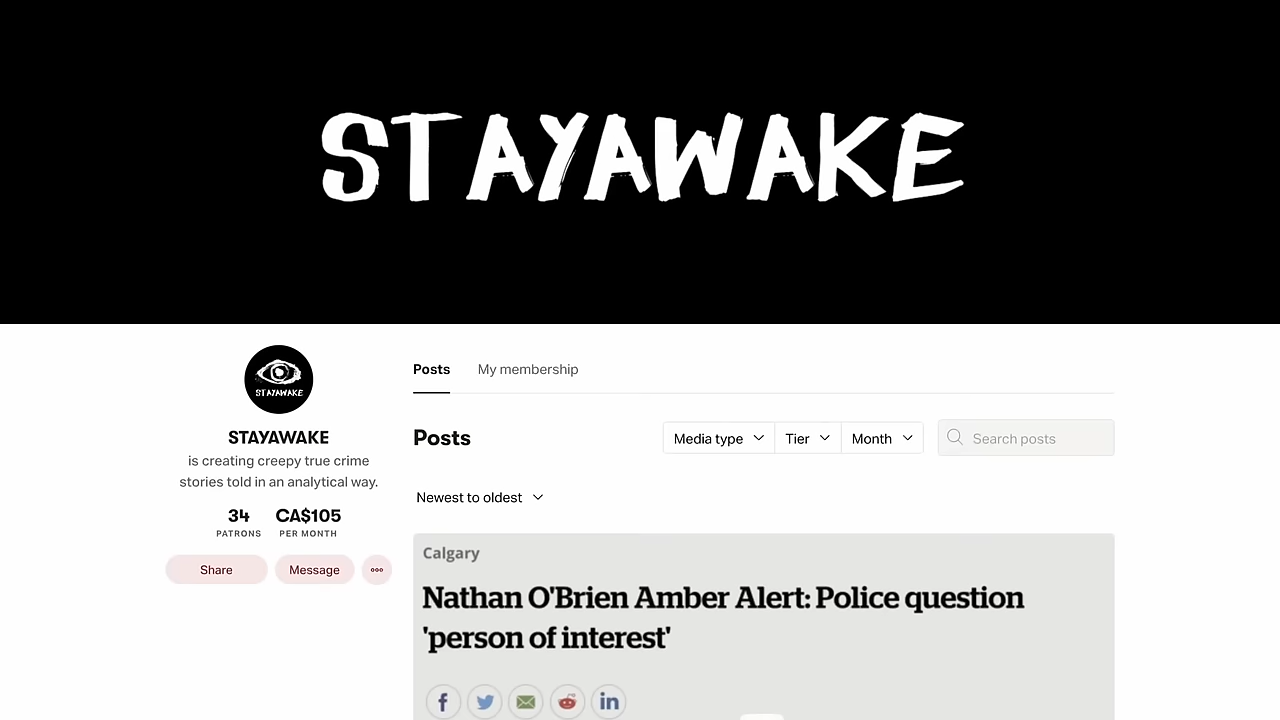 STAYAWAKE
STAYAWAKE
STAYAWAKE
is creating creepy true crime
stories told in an analytical way.
34 CA$105
PATRONS PER MONTH
Share Message
Posts My membership
Posts Media type Tier Month Search posts
Newest to oldest
Calgary
Nathan O'Brien Amber Alert: Police question
'person of interest'
f in